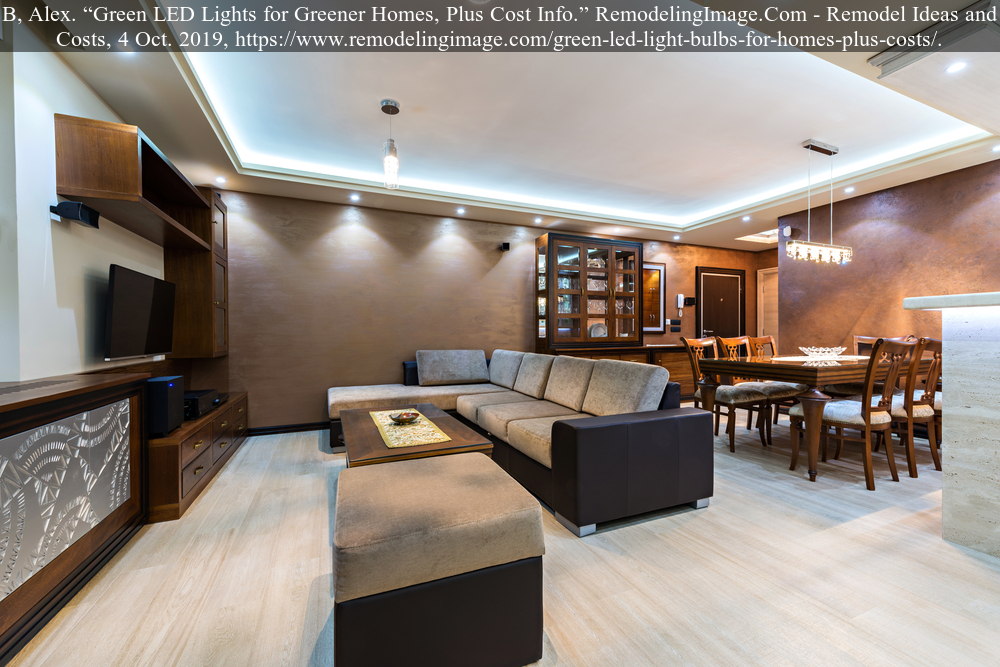 B, Alex. “Green LED Lights for Greener Homes, Plus Cost Info.” RemodelingImage.Com - Remodel Ideas and
Costs, 4 Oct. 2019, https://www.remodelingimage.com/green-led-light-bulbs-for-homes-plus-costs/.